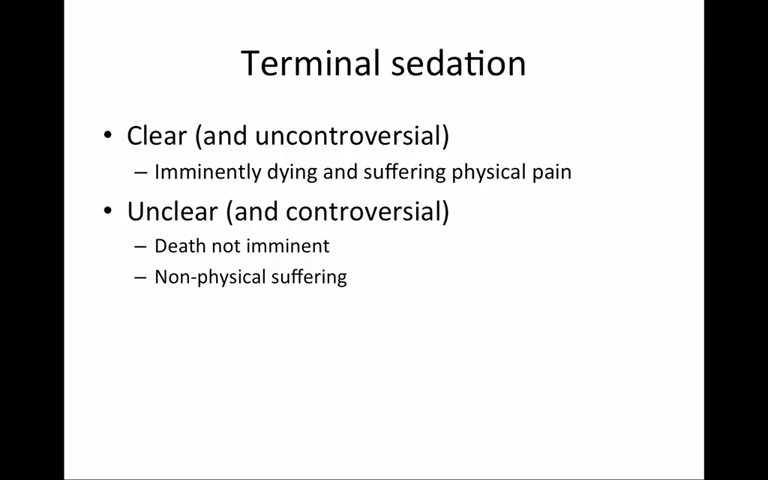 Terminal sedation
• Clear (and uncontroversial)
– Imminently dying and suffering physical pain
• Unclear (and controversial)
– Death not imminent
– Non-physical suffering